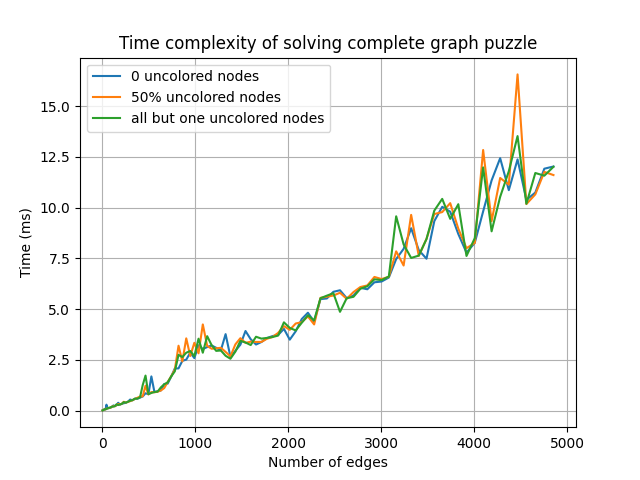 Time complexity of solving complete graph puzzle
0 uncolored nodes
50% uncolored nodes
all but one uncolored nodes
Time (ms)
15.0
12.5
10.0
7.5
5.0
2.5
0.0
0 1000 2000 3000 4000 5000
Number of edges